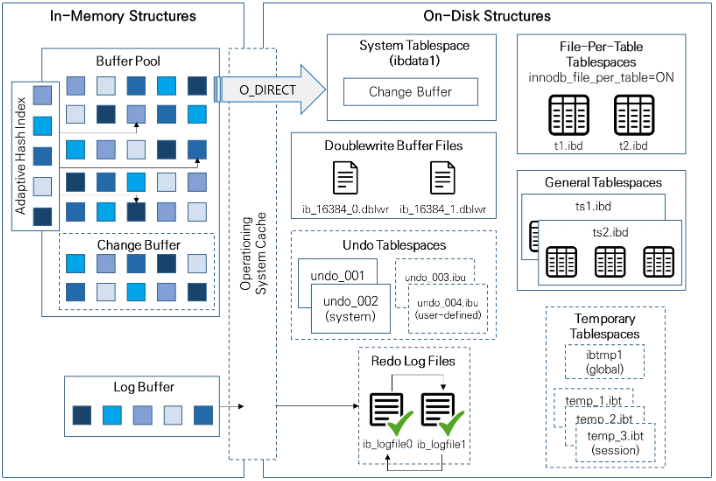 In-Memory Structures
Buffer Pool
Adaptive Hash Index
Change Buffer
Log Buffer
Operationing
System Cache
O_DIRECT
On-Disk Structures
System Tablespace
(ibdata1)
Change Buffer
Doublewrite Buffer Files
ib_16384_0.dblwr
ib_16384_1.dblwr
Undo Tablespaces
undo_001
undo_002
(system)
undo_003.ibu
undo_004.ibu
(user-defined)
Redo Log Files
ib_logfile0
ib_logfile1
File-Per-Table
Tablespaces
innodb_file_per_table=ON
t1.ibd
t2.ibd
General Tablespaces
ts1.ibd
ts2.ibd
Temporary
Tablespaces
ibtmp1
(global)
temp_1.ibt
temp_2.ibt
temp_3.ibt
(session)